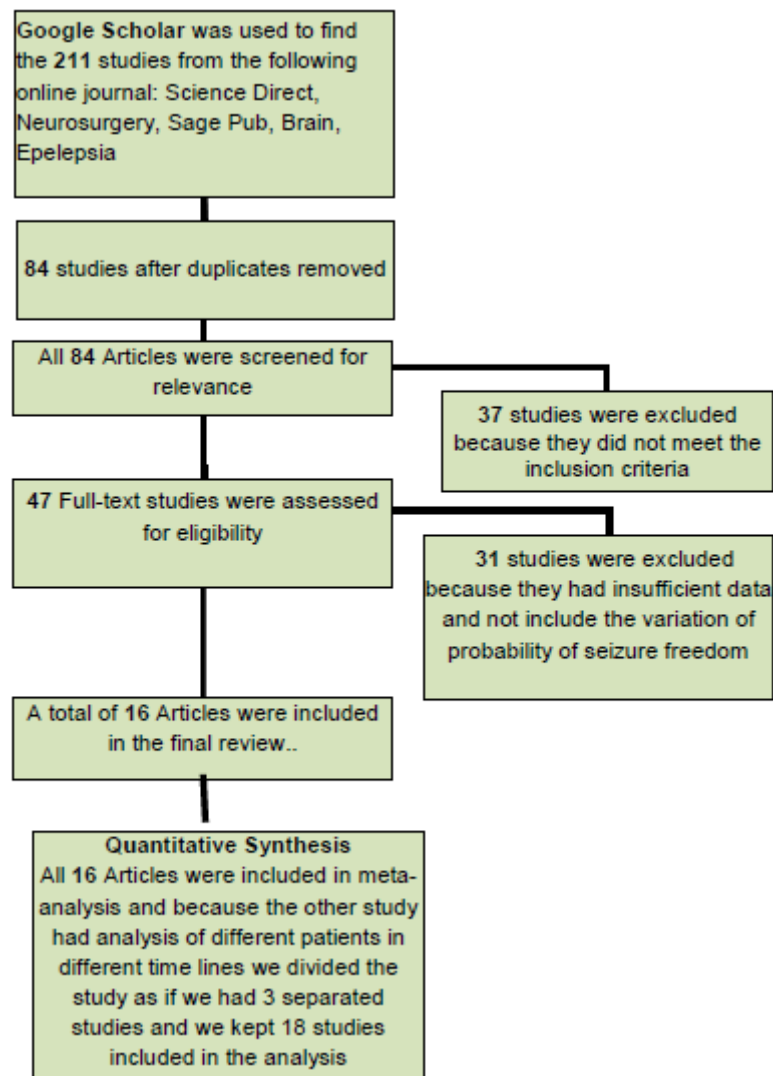 Google Scholar was used to find
the 211 studies from the following
online journal: Science Direct,
Neurosurgery, Sage Pub, Brain,
Epelepsia
84 studies after duplicates removed
All 84 Articles were screened for
relevance
37 studies were excluded
because they did not meet the
inclusion criteria
47 Full-text studies were assessed
for eligibility
31 studies were excluded
because they had insufficient data
and not include the variation of
probability of seizure freedom
A total of 16 Articles were included
in the final review..
Quantitative Synthesis
All 16 Articles were included in meta-
analysis and because the other study
had analysis of different patients in
different time lines we divided the
study as if we had 3 separated
studies and we kept 18 studies
included in the analysis